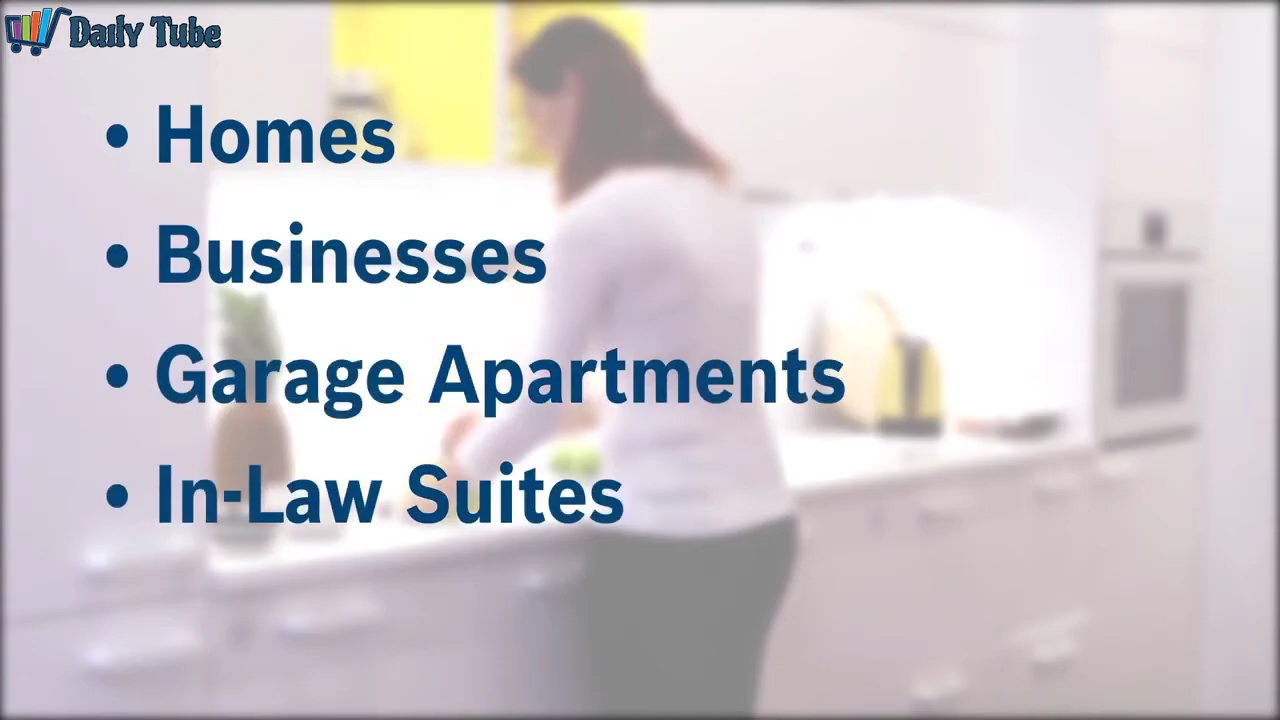 Daily Tube
• Homes
• Businesses
• Garage Apartments
• In-Law Suites